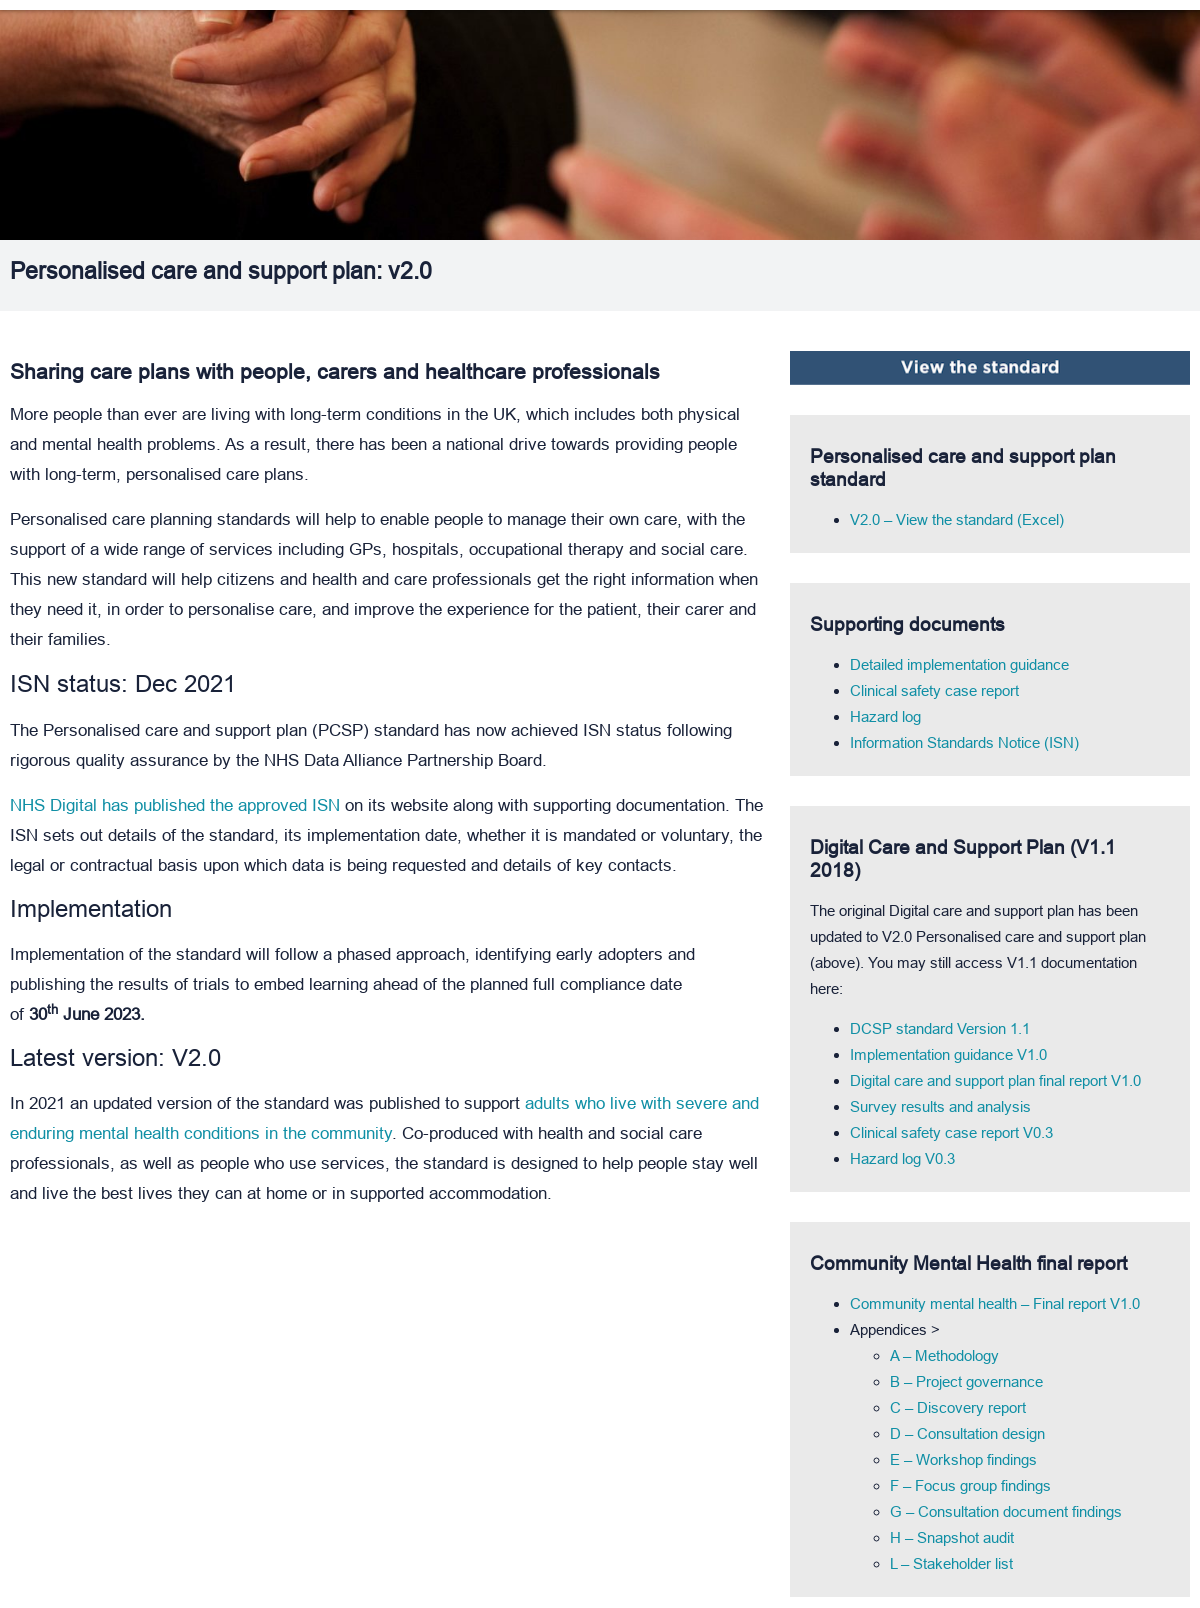 Personalised care and support plan: v2.0
Sharing care plans with people, carers and healthcare professionals
More people than ever are living with long-term conditions in the UK, which includes both physical
and mental health problems. As a result, there has been a national drive towards providing people
with long-term, personalised care plans.
Personalised care planning standards will help to enable people to manage their own care, with the
support of a wide range of services including GPs, hospitals, occupational therapy and social care.
This new standard will help citizens and health and care professionals get the right information when
they need it, in order to personalise care, and improve the experience for the patient, their carer and
their families.
ISN status: Dec 2021
The Personalised care and support plan (PCSP) standard has now achieved ISN status following
rigorous quality assurance by the NHS Data Alliance Partnership Board.
NHS Digital has published the approved ISN on its website along with supporting documentation. The
ISN sets out details of the standard, its implementation date, whether it is mandated or voluntary, the
legal or contractual basis upon which data is being requested and details of key contacts.
Implementation
Implementation of the standard will follow a phased approach, identifying early adopters and
publishing the results of trials to embed learning ahead of the planned full compliance date
of 30th June 2023.
Latest version: V2.0
In 2021 an updated version of the standard was published to support adults who live with severe and
enduring mental health conditions in the community. Co-produced with health and social care
professionals, as well as people who use services, the standard is designed to help people stay well
and live the best lives they can at home or in supported accommodation.
View the standard
Personalised care and support plan
standard
• V2.0 – View the standard (Excel)
Supporting documents
• Detailed implementation guidance
• Clinical safety case report
• Hazard log
• Information Standards Notice (ISN)
Digital Care and Support Plan (V1.1
2018)
The original Digital care and support plan has been
updated to V2.0 Personalised care and support plan
(above). You may still access V1.1 documentation
here:
• DCSP standard Version 1.1
• Implementation guidance V1.0
• Digital care and support plan final report V1.0
• Survey results and analysis
• Clinical safety case report V0.3
• Hazard log V0.3
Community Mental Health final report
• Community mental health – Final report V1.0
• Appendices >
◦ A – Methodology
◦ B – Project governance
◦ C – Discovery report
◦ D – Consultation design
◦ E – Workshop findings
◦ F – Focus group findings
◦ G – Consultation document findings
◦ H – Snapshot audit
◦ L – Stakeholder list